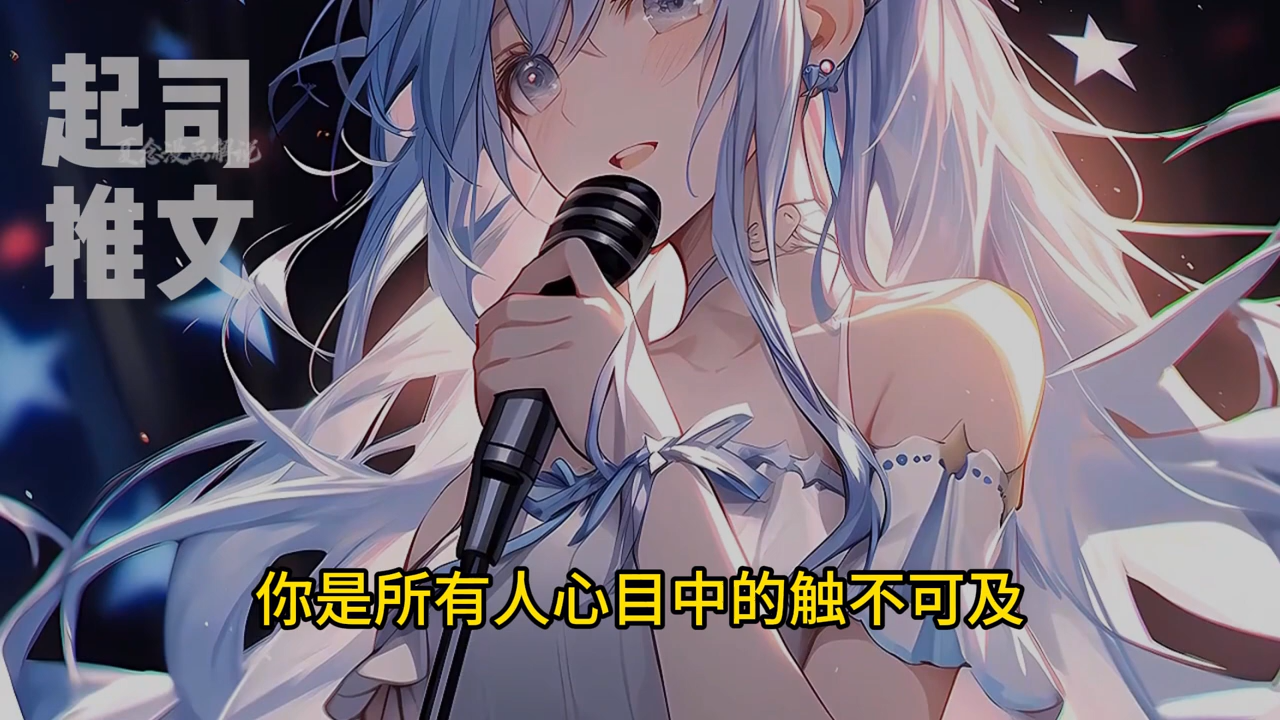 起司
推文
你是所有人心目中的触不可及